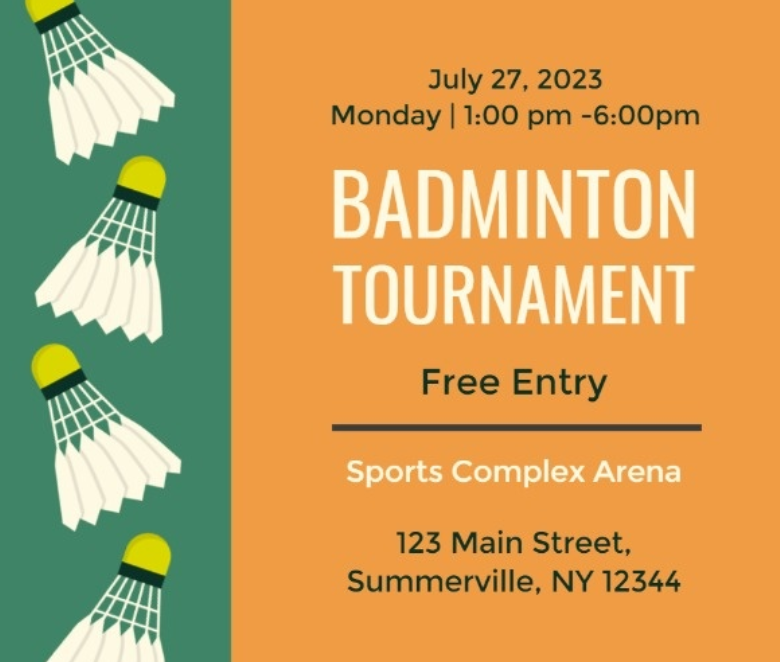 July 27, 2023
Monday | 1:00 pm -6:00pm
BADMINTON
TOURNAMENT
Free Entry
Sports Complex Arena
123 Main Street,
Summerville, NY 12344